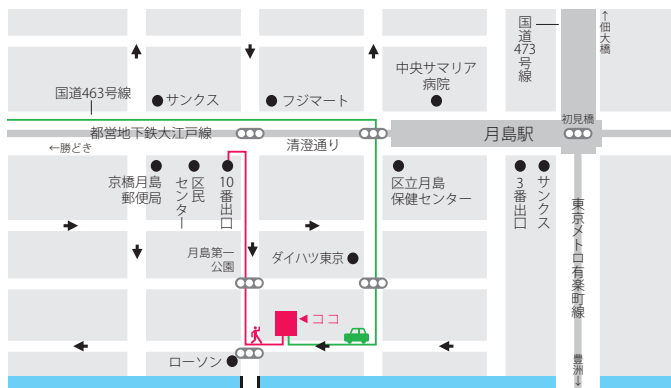 国道473号線
↑佃大橋
中央サマリア
病院
国道463号線
サンクス
フジマート
初見橋
都営地下鉄大江戸線
月島駅
清澄通り
←勝どき
京橋月島
郵便局
区民
センター
10番出口
区立月島
保健センター
3番出口
サンクス
東京メトロ有楽町線
月島第一
公園
ダイハツ東京
ココ
ローソン
豊洲→